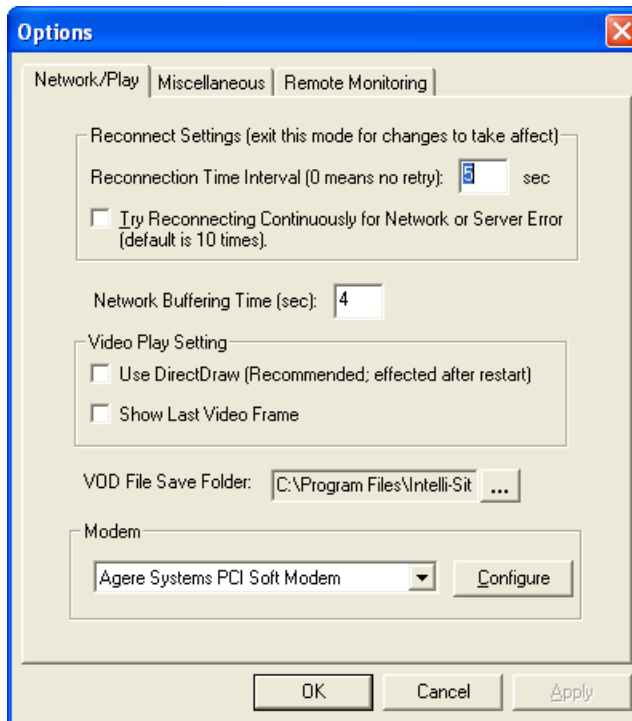 Options
Network/Play Miscellaneous Remote Monitoring
Reconnect Settings (exit this mode for changes to take affect)
Reconnection Time Interval (0 means no retry): 5 sec
Try Reconnecting Continuously for Network or Server Error
(default is 10 times).
Network Buffering Time (sec): 4
Video Play Setting
Use DirectDraw (Recommended; effected after restart)
Show Last Video Frame
VOD File Save Folder: C:\Program Files\Intelli-Sit ...
Modem
Agere Systems PCI Soft Modem Configure
OK Cancel Apply